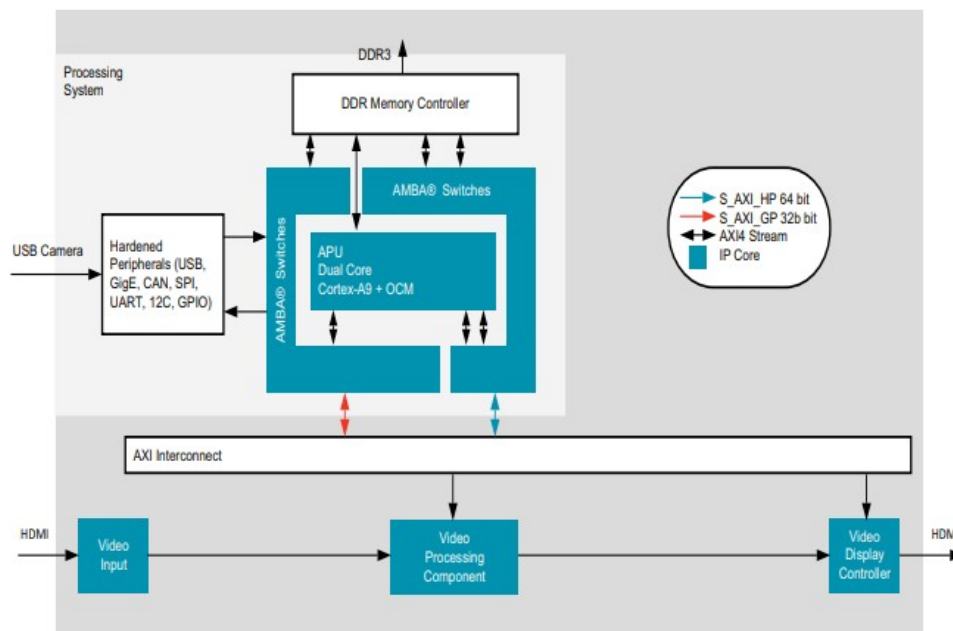 DDR3
Processing
System
DDR Memory Controller
AMBA® Switches
S_AXI_HP 64 bit
S_AXI_GP 32b bit
AXI4 Stream
IP Core
USB Camera
Hardened
Peripherals (USB,
GigE, CAN, SPI,
UART, 12C, GPIO)
AMBA® Switches
APU
Dual Core
Cortex-A9 + OCM
AXI Interconnect
HDMI
Video
Input
Video
Processing
Component
Video
Display
Controller
HDM